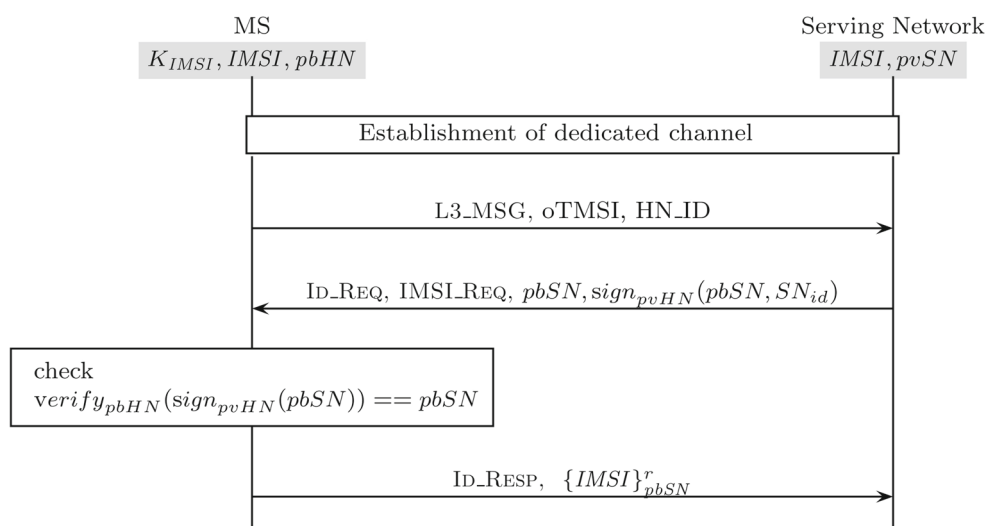 MS
Serving Network
K_{IMSI}, IMSI, pbHN
IMSI, pvSN
Establishment of dedicated channel
L3_MSG, oTMSI, HN_ID
ID_REQ, IMSI_REQ, pbSN, sign_{pvHN}(pbSN, SN_{id})
check
verify_{pbHN}(sign_{pvHN}(pbSN)) == pbSN
ID_RESP, {IMSI}^{r}_{pbSN}